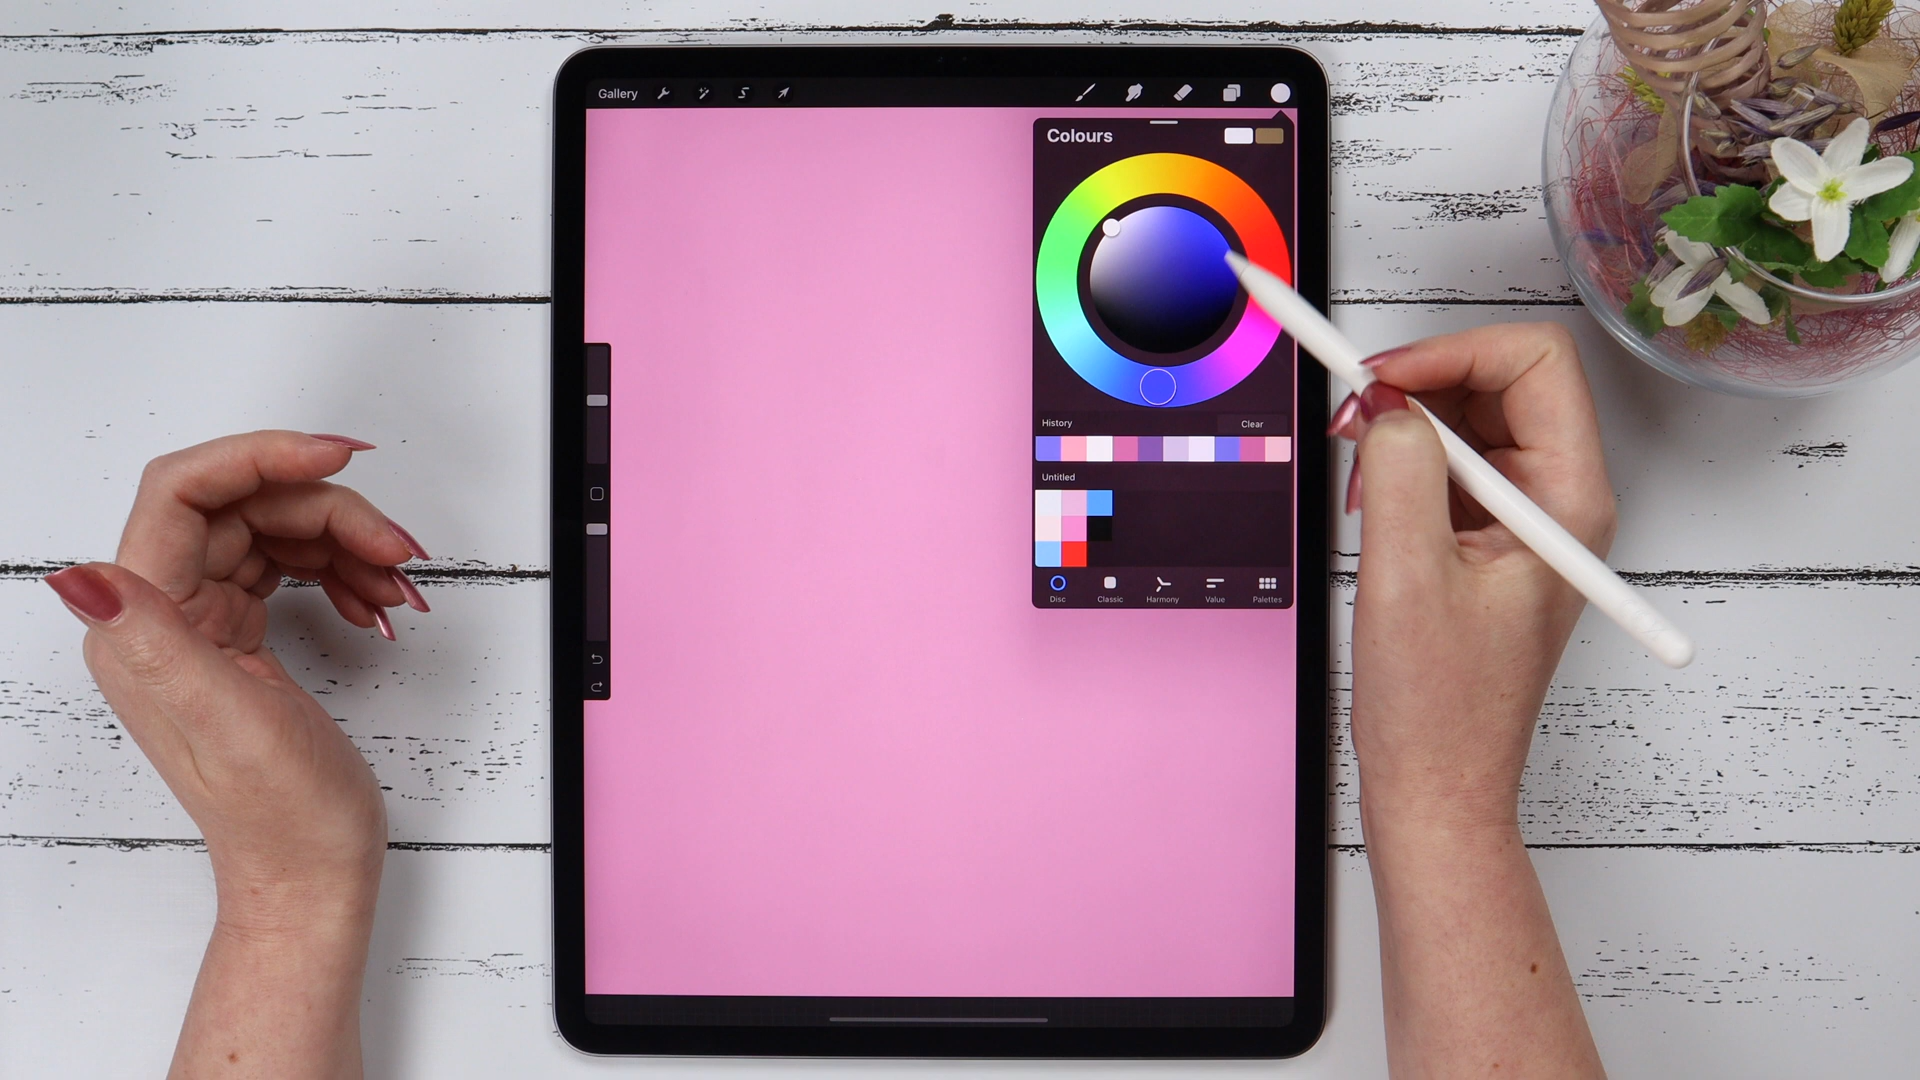 Gallery
Colours
History Clear
Untitled
Disc Classic Harmony Value Palettes